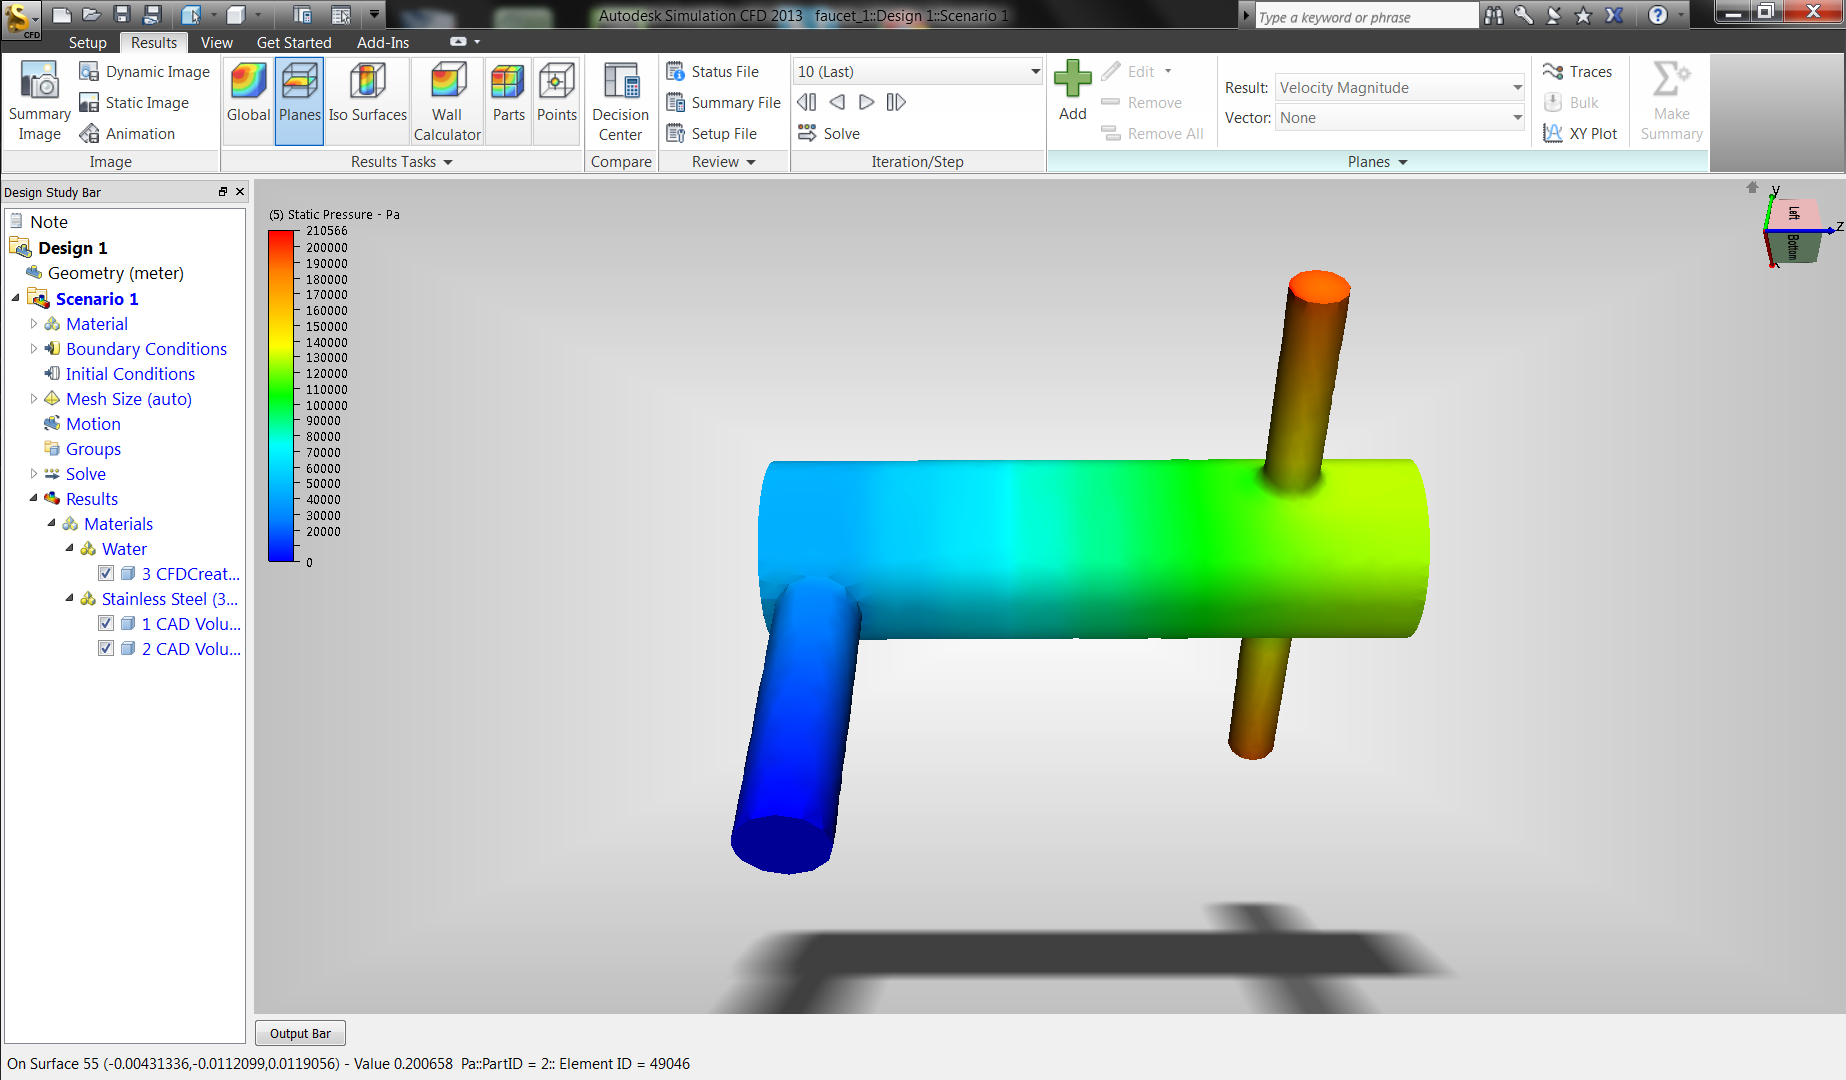 CFD
Autodesk Simulation CFD 2013 faucet_1::Design 1::Scenario 1
Type a keyword or phrase
Setup Results View Get Started Add-Ins
Summary Image
Dynamic Image
Static Image
Animation
Image
Global Planes Iso Surfaces Wall Calculator Parts Points
Results Tasks
Decision Center
Compare
Status File
Summary File
Setup File
Review
10 (Last)
Solve
Iteration/Step
Add
Edit
Remove
Remove All
Result: Velocity Magnitude
Vector: None
Traces
Bulk
XY Plot
Make Summary
Planes
Design Study Bar
Note
Design 1
Geometry (meter)
Scenario 1
Material
Boundary Conditions
Initial Conditions
Mesh Size (auto)
Motion
Groups
Solve
Results
Materials
Water
3 CFDCreat...
Stainless Steel (3...
1 CAD Volu...
2 CAD Volu...
(5) Static Pressure - Pa
210566
200000
190000
180000
170000
160000
150000
140000
130000
120000
110000
100000
90000
80000
70000
60000
50000
40000
30000
20000
0
y
Left
z
Bottom
x
Output Bar
On Surface 55 (-0.00431336,-0.0112099,0.0119056) - Value 0.200658 Pa::PartID = 2:: Element ID = 49046